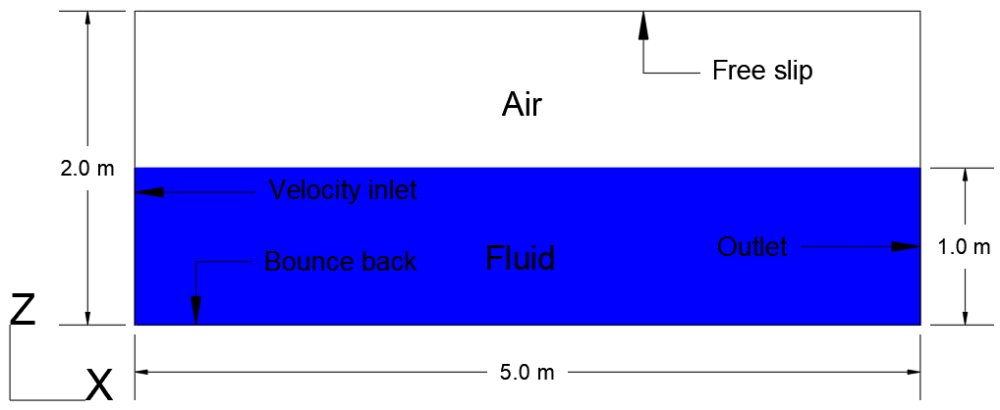 Free slip
Air
2.0 m
Velocity inlet
Outlet
1.0 m
Bounce back
Fluid
Z
5.0 m
X